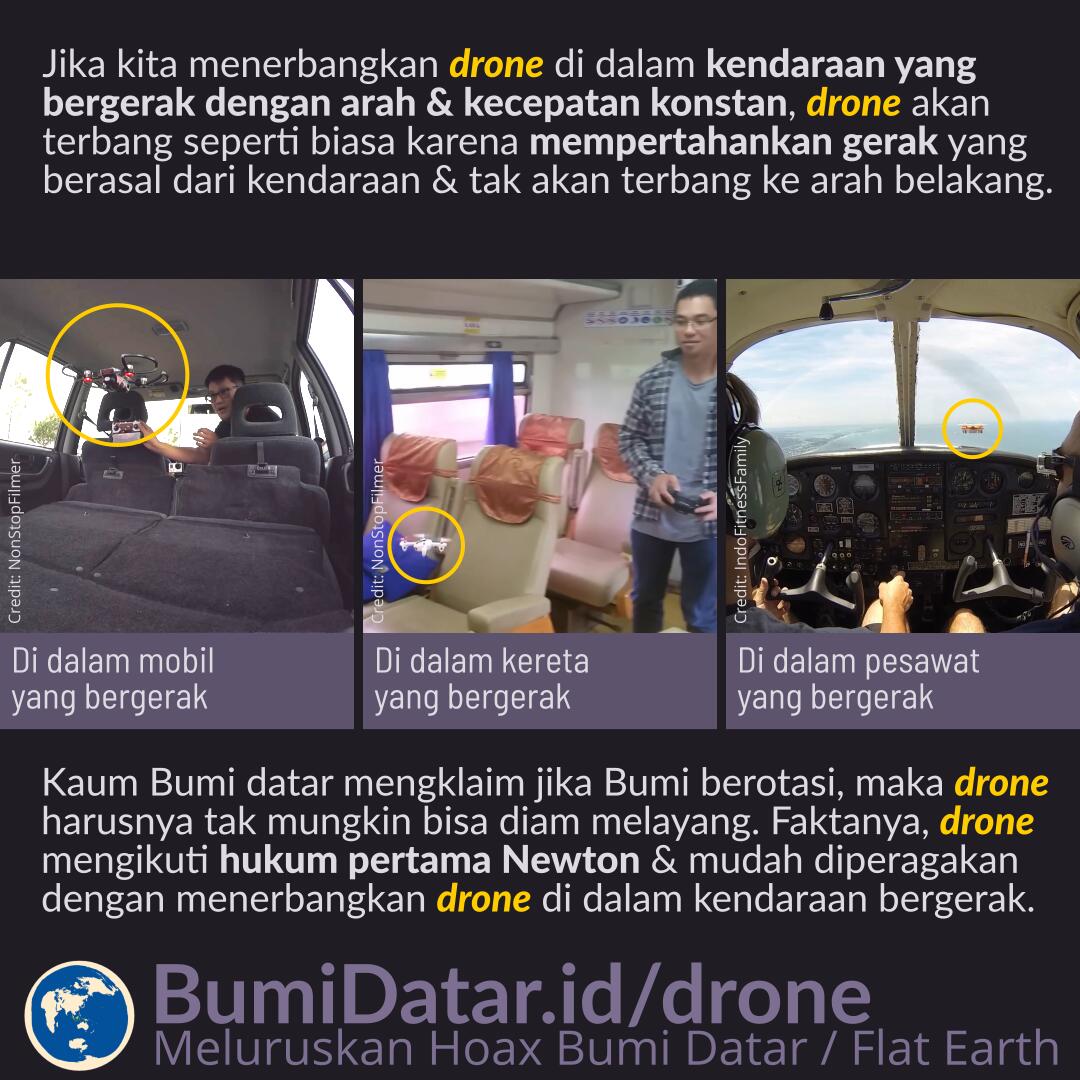 Jika kita menerbangkan drone di dalam kendaraan yang
bergerak dengan arah & kecepatan konstan, drone akan
terbang seperti biasa karena mempertahankan gerak yang
berasal dari kendaraan & tak akan terbang ke arah belakang.
Credit: NonStopFilmer
Credit: NonStopFilmer
Credit: IndoFitnessFamily
Di dalam mobil
yang bergerak
Di dalam kereta
yang bergerak
Di dalam pesawat
yang bergerak
Kaum Bumi datar mengklaim jika Bumi berotasi, maka drone
harusnya tak mungkin bisa diam melayang. Faktanya, drone
mengikuti hukum pertama Newton & mudah diperagakan
dengan menerbangkan drone di dalam kendaraan bergerak.
BumiDatar.id/drone
Meluruskan Hoax Bumi Datar / Flat Earth